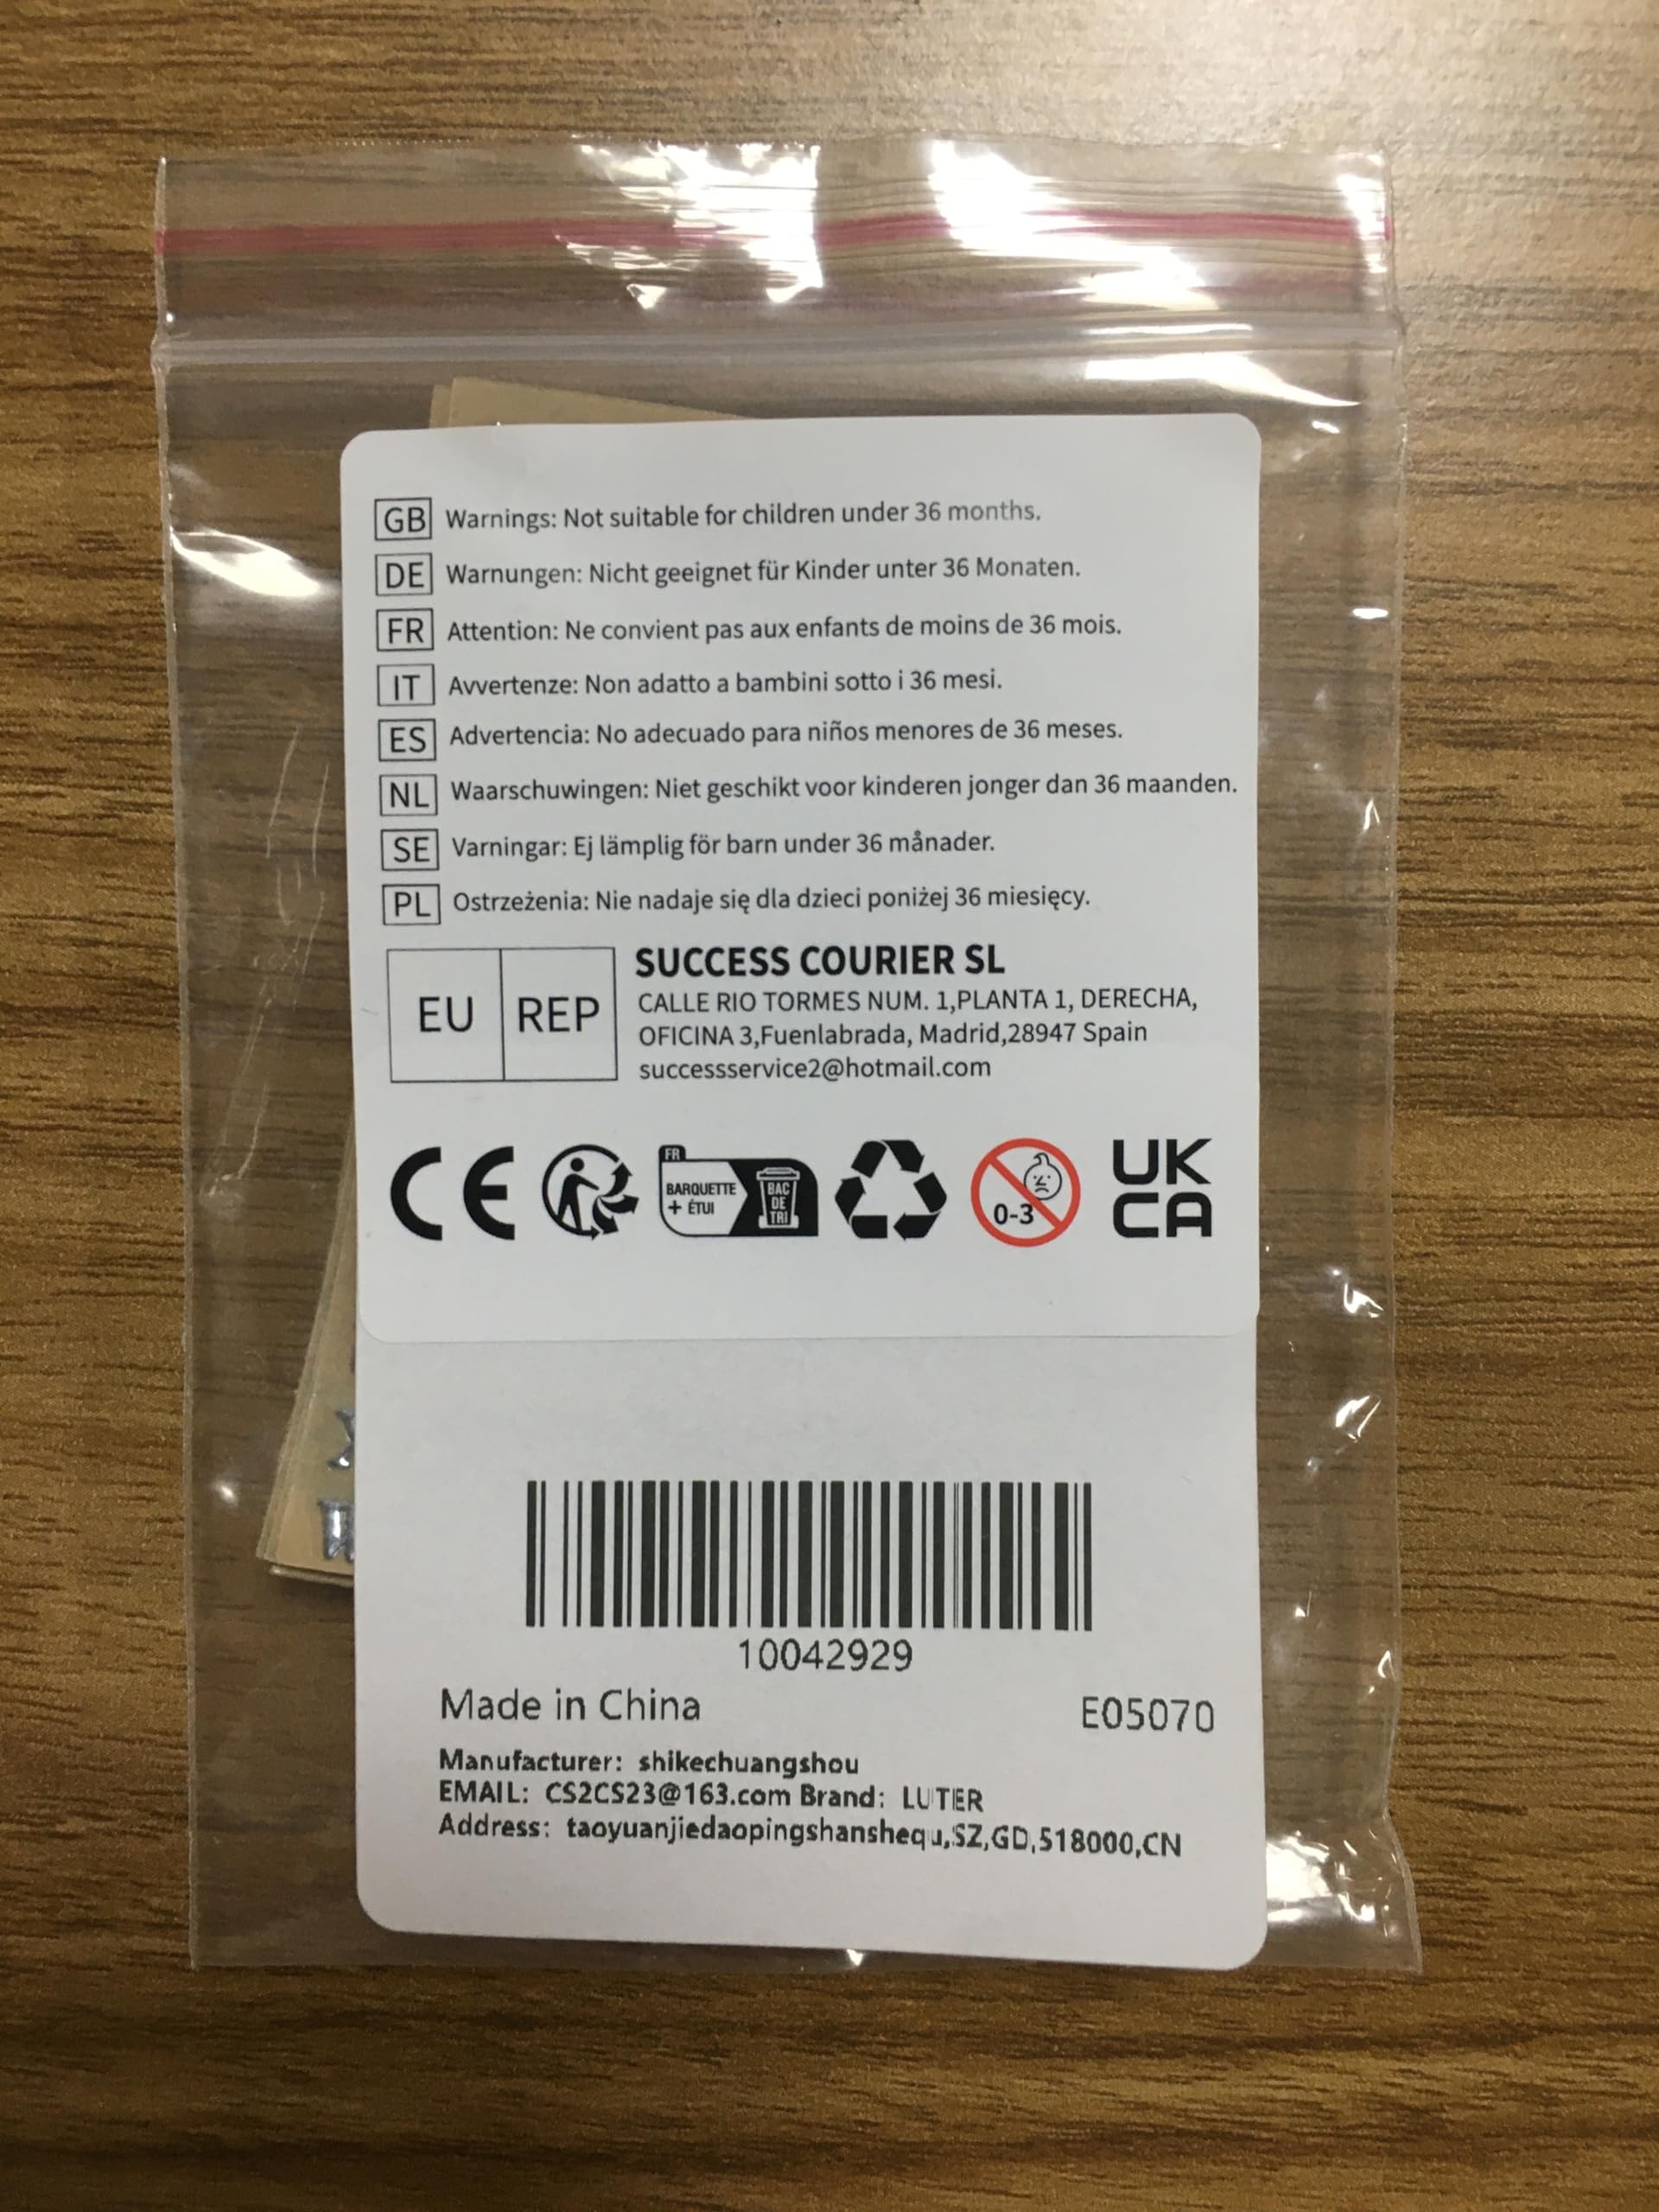 GB Warnings: Not suitable for children under 36 months.
DE Warnungen: Nicht geeignet für Kinder unter 36 Monaten.
FR Attention: Ne convient pas aux enfants de moins de 36 mois.
IT Avvertenze: Non adatto a bambini sotto i 36 mesi.
ES Advertencia: No adecuado para niños menores de 36 meses.
NL Waarschuwingen: Niet geschikt voor kinderen jonger dan 36 maanden.
SE Varningar: Ej lämplig för barn under 36 månader.
PL Ostrzeżenia: Nie nadaje się dla dzieci poniżej 36 miesięcy.
EU REP
SUCCESS COURIER SL
CALLE RIO TORMES NUM. 1,PLANTA 1, DERECHA,
OFICINA 3,Fuenlabrada, Madrid,28947 Spain
successservice2@hotmail.com
CE
FR
BARQUETTE
+ ÉTUI
BAC
DE
TRI
0-3
UK
CA
10042929
Made in China E05070
Manufacturer: shikechuangshou
EMAIL: CS2CS23@163.com Brand: LUTER
Address: taoyuanjiedaopingshanshequ,SZ,GD,518000,CN